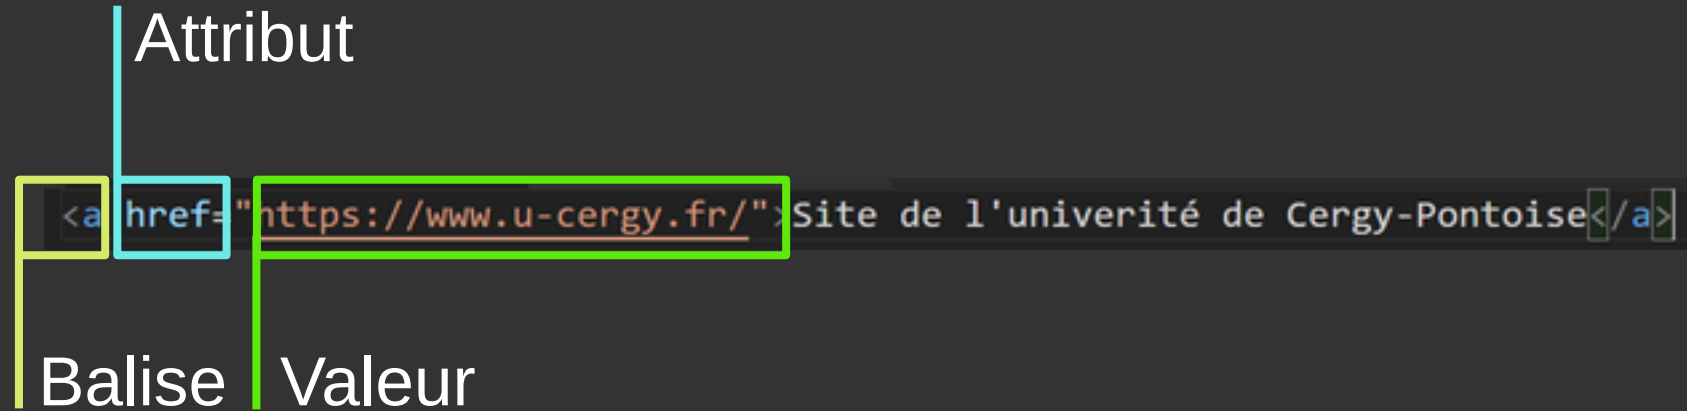 Attribut
<a href="https://www.u-cergy.fr/">Site de l'univerité de Cergy-Pontoise</a>
Balise
Valeur